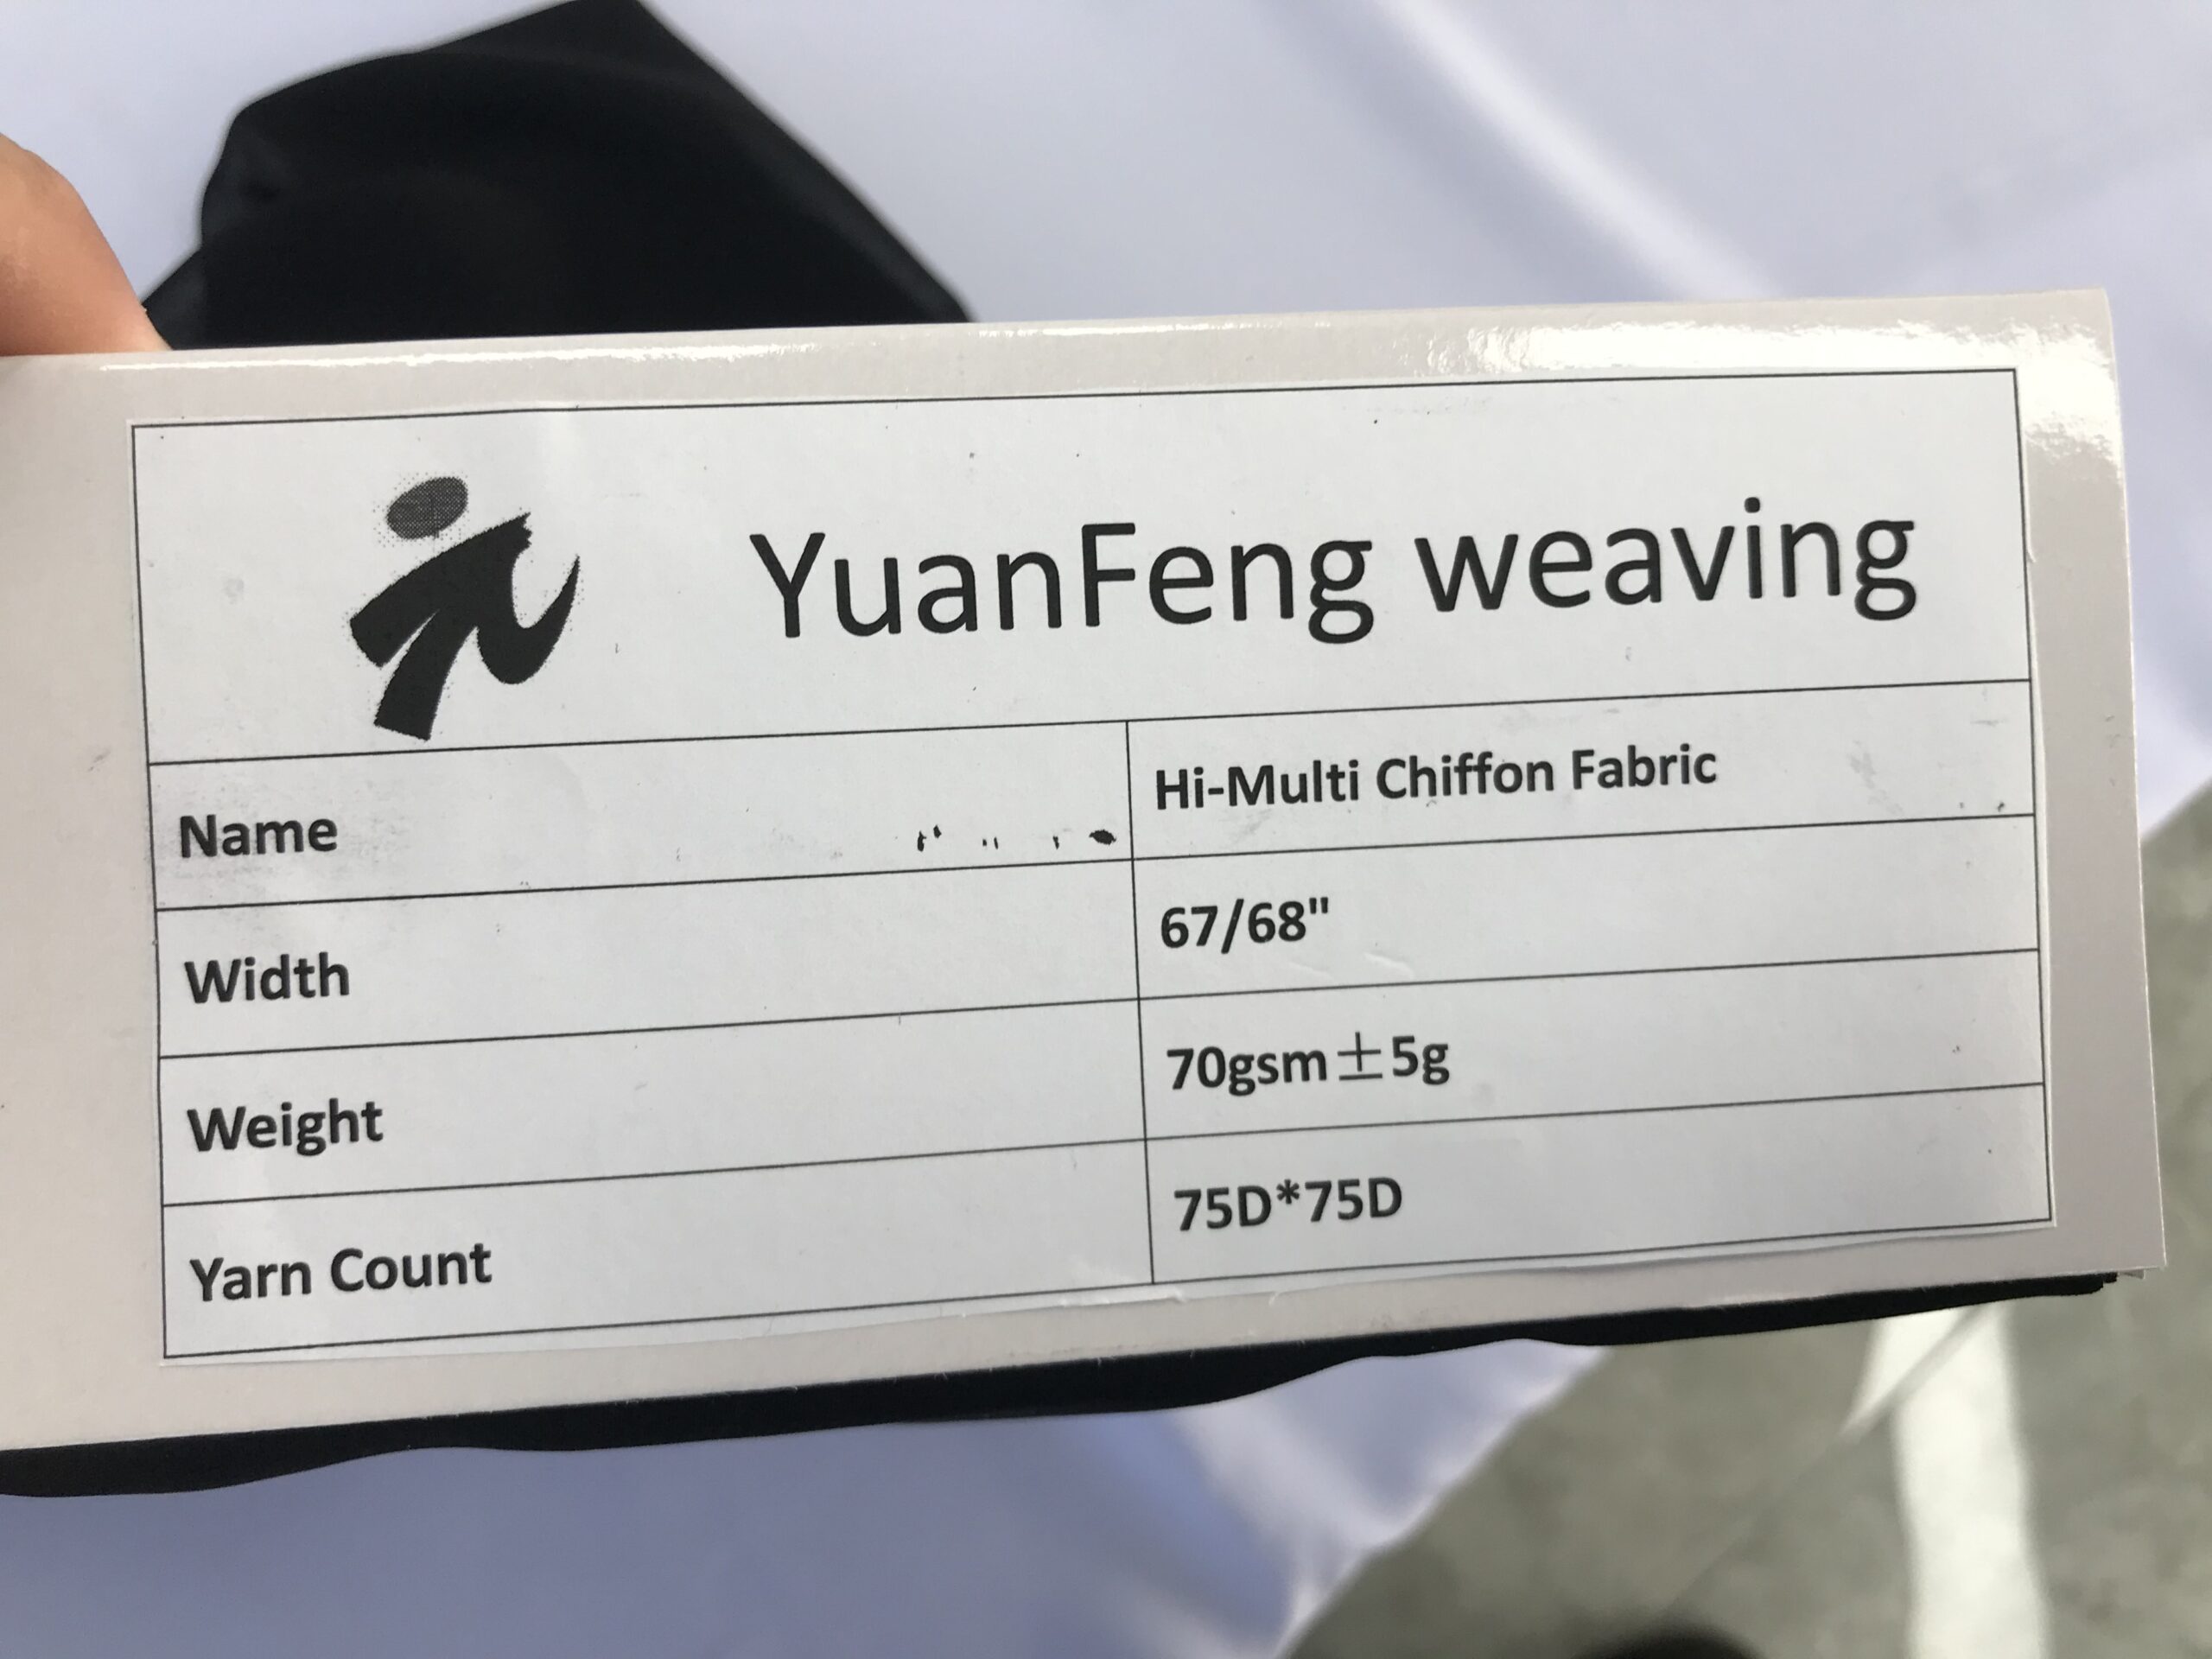 YuanFeng weaving
Name Hi-Multi Chiffon Fabric
Width 67/68"
Weight 70gsm±5g
Yarn Count 75D*75D